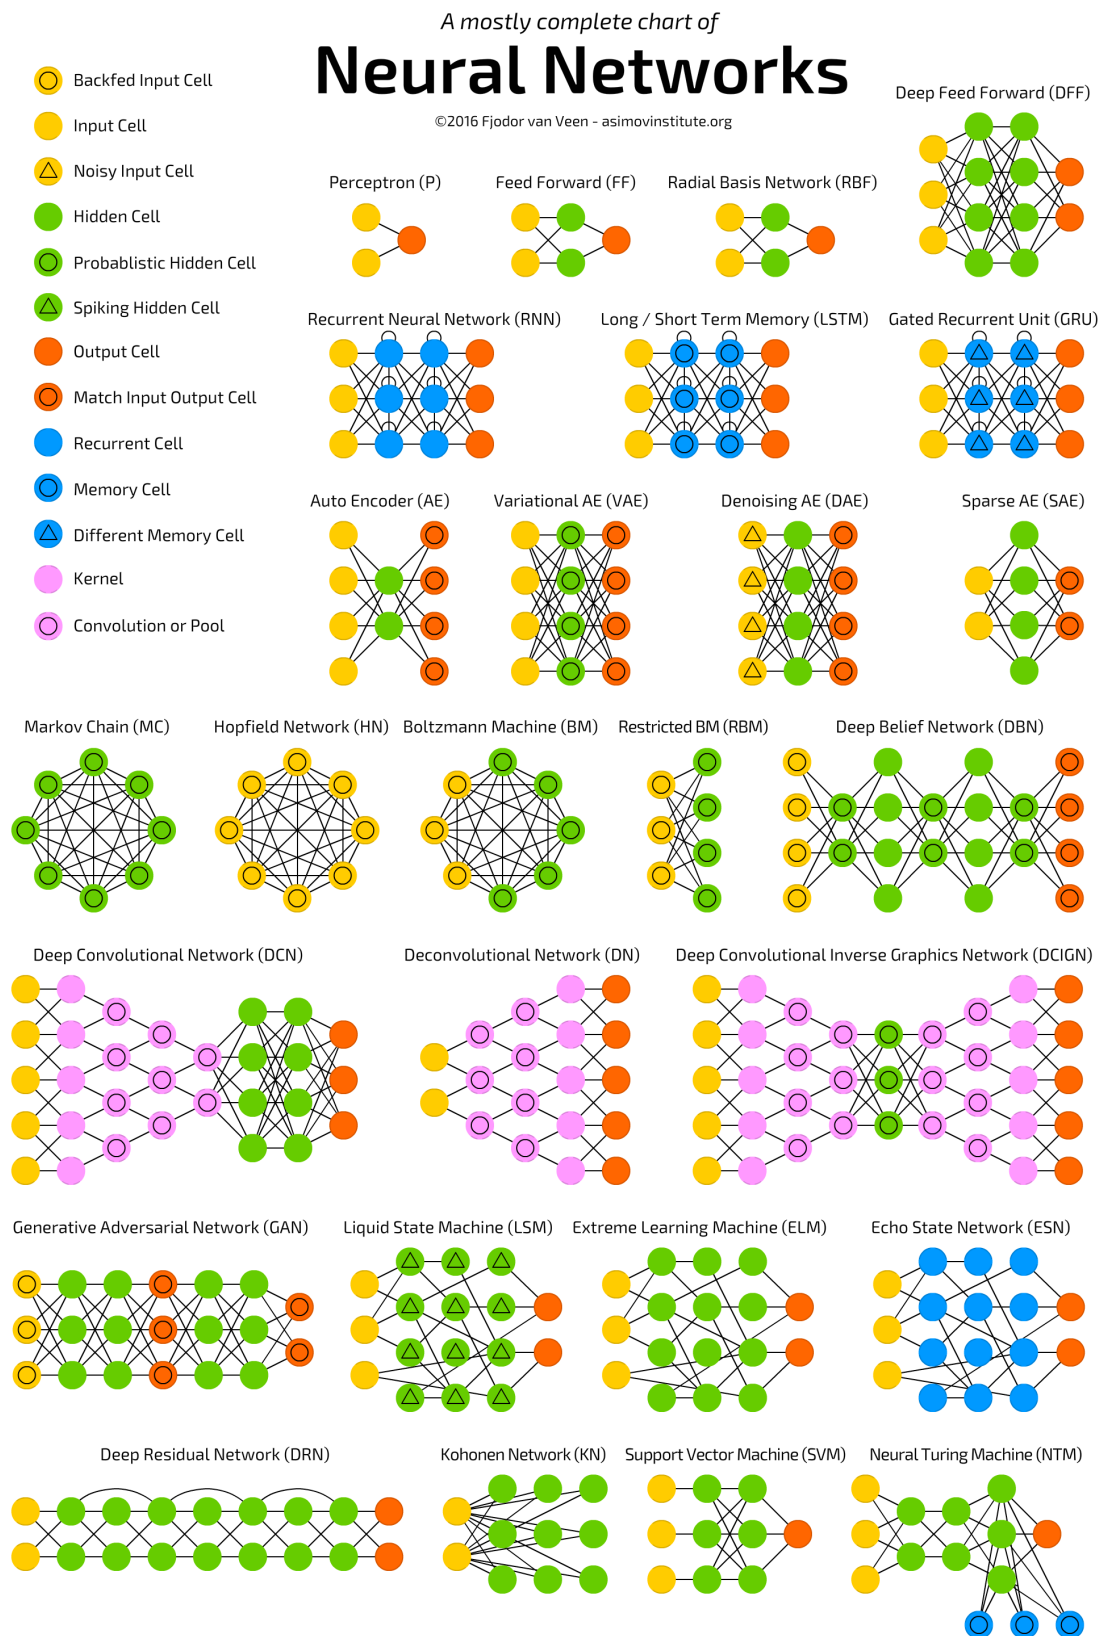 A mostly complete chart of
Neural Networks
©2016 Fjodor van Veen - asimovinstitute.org
Backfed Input Cell
Input Cell
Noisy Input Cell
Hidden Cell
Probablistic Hidden Cell
Spiking Hidden Cell
Output Cell
Match Input Output Cell
Recurrent Cell
Memory Cell
Different Memory Cell
Kernel
Convolution or Pool
Deep Feed Forward (DFF)
Perceptron (P)
Feed Forward (FF)
Radial Basis Network (RBF)
Recurrent Neural Network (RNN)
Long / Short Term Memory (LSTM)
Gated Recurrent Unit (GRU)
Auto Encoder (AE)
Variational AE (VAE)
Denoising AE (DAE)
Sparse AE (SAE)
Markov Chain (MC)
Hopfield Network (HN)
Boltzmann Machine (BM)
Restricted BM (RBM)
Deep Belief Network (DBN)
Deep Convolutional Network (DCN)
Deconvolutional Network (DN)
Deep Convolutional Inverse Graphics Network (DCIGN)
Generative Adversarial Network (GAN)
Liquid State Machine (LSM)
Extreme Learning Machine (ELM)
Echo State Network (ESN)
Deep Residual Network (DRN)
Kohonen Network (KN)
Support Vector Machine (SVM)
Neural Turing Machine (NTM)